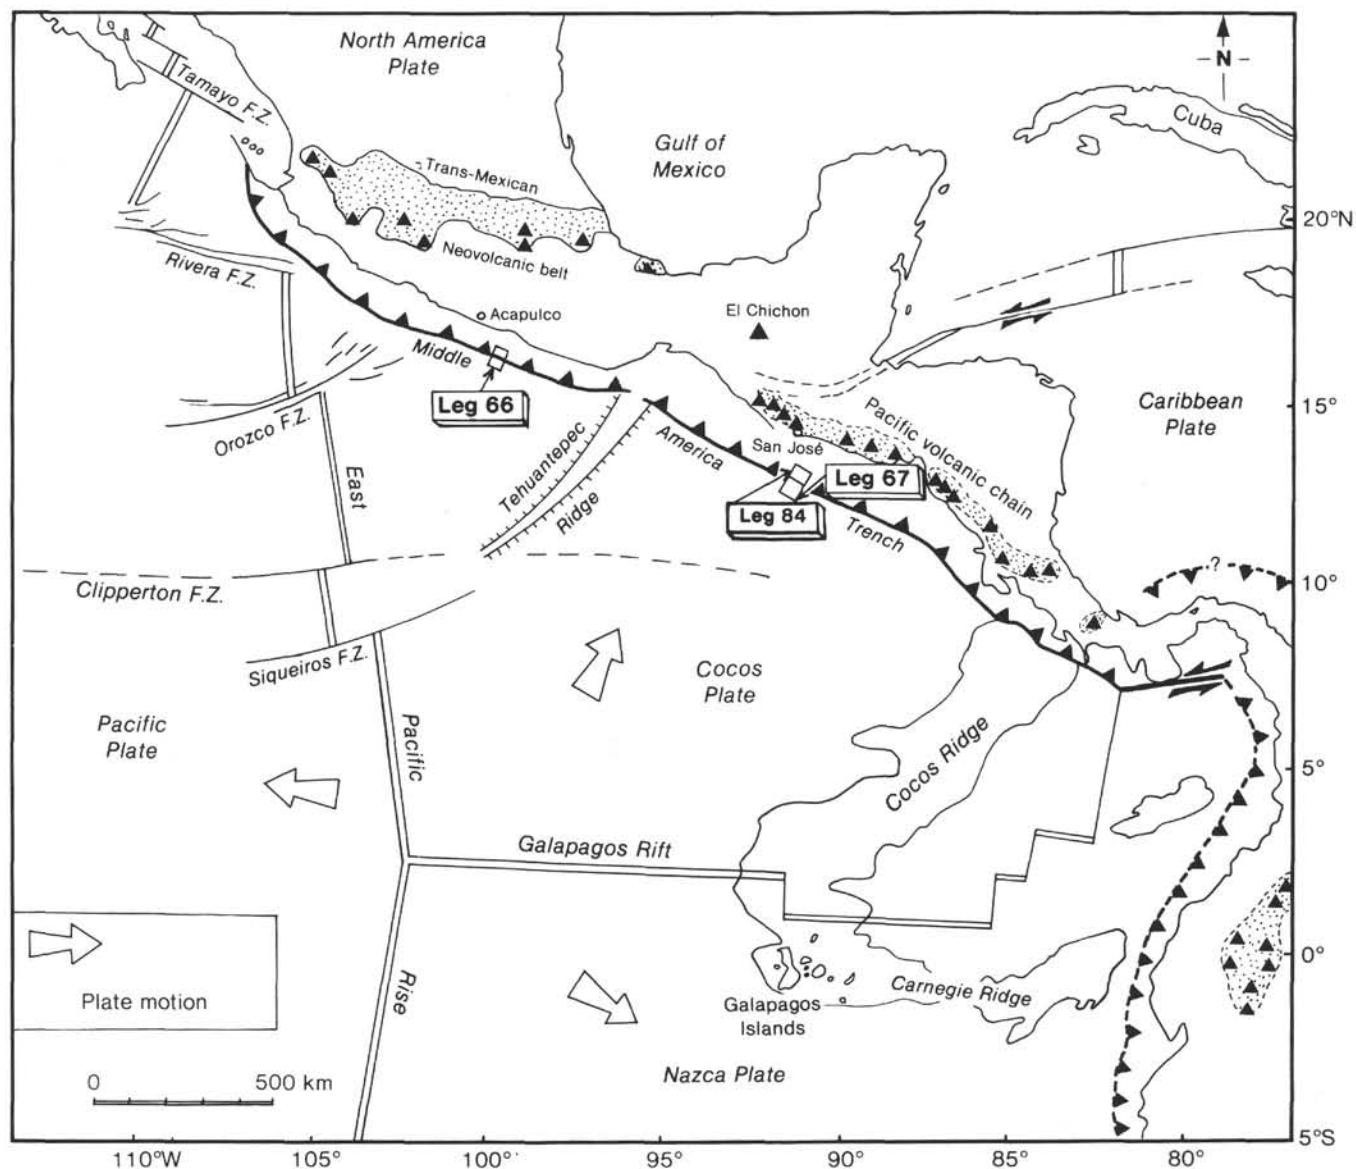 North America
Plate
N
Tamayo F.Z.
Cuba
Gulf of
Mexico
Trans-Mexican
20°N
Neovolcanic belt
Rivera F.Z.
El Chichon
Acapulco
Middle
Leg 66
15°
Caribbean
Plate
Pacific volcanic chain
Orozco F.Z.
America
San José
Tehuantepec
Ridge
East
Leg 67
Leg 84
Trench
?
10°
Clipperton F.Z.
Siqueiros F.Z.
Cocos
Plate
Pacific
Plate
Pacific
Cocos Ridge
5°
Galapagos Rift
0°
Plate motion
Rise
Carnegie Ridge
Galapagos
Islands
Nazca Plate
0 500 km
5°S
110°W 105° 100° 95° 90° 85° 80°